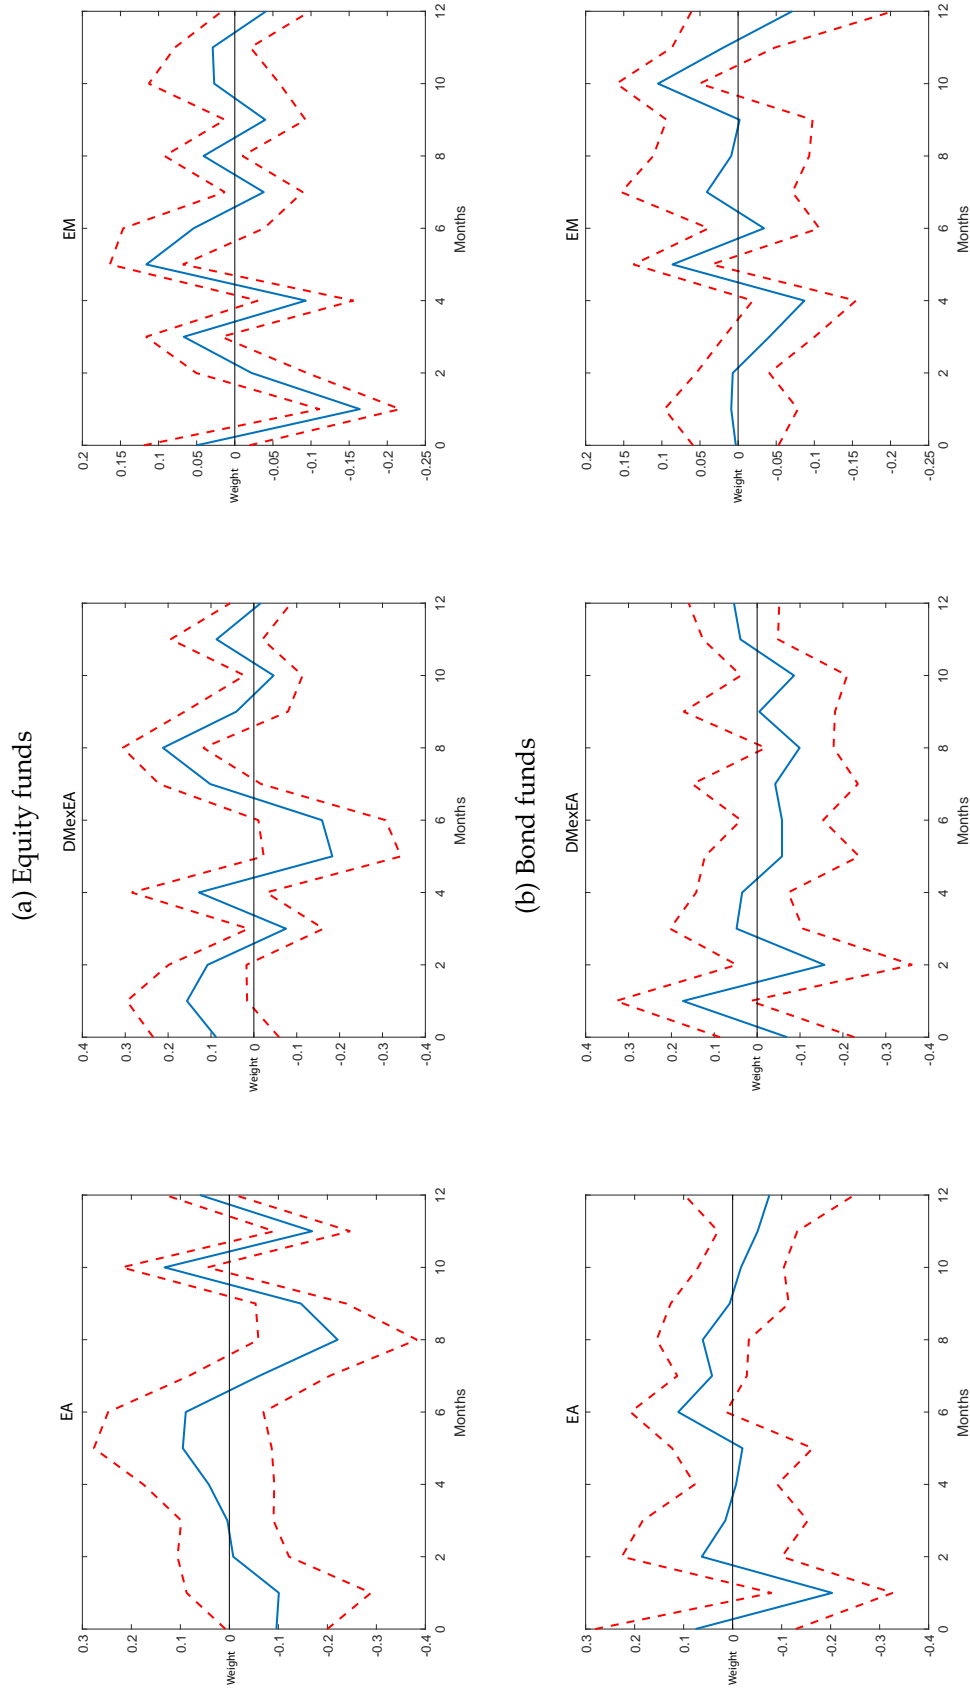 (a) Equity funds
EA
0.3
0.2
0.1
0
-0.1
-0.2
-0.3
-0.4
Weight
0 2 4 6 8 10 12
Months
DMexEA
0.4
0.3
0.2
0.1
0
-0.1
-0.2
-0.3
-0.4
Weight
0 2 4 6 8 10 12
Months
EM
0.2
0.15
0.1
0.05
0
-0.05
-0.1
-0.15
-0.2
-0.25
Weight
0 2 4 6 8 10 12
Months
(b) Bond funds
EA
0.3
0.2
0.1
0
-0.1
-0.2
-0.3
-0.4
Weight
0 2 4 6 8 10 12
Months
DMexEA
0.4
0.3
0.2
0.1
0
-0.1
-0.2
-0.3
-0.4
Weight
0 2 4 6 8 10 12
Months
EM
0.2
0.15
0.1
0.05
0
-0.05
-0.1
-0.15
-0.2
-0.25
Weight
0 2 4 6 8 10 12
Months